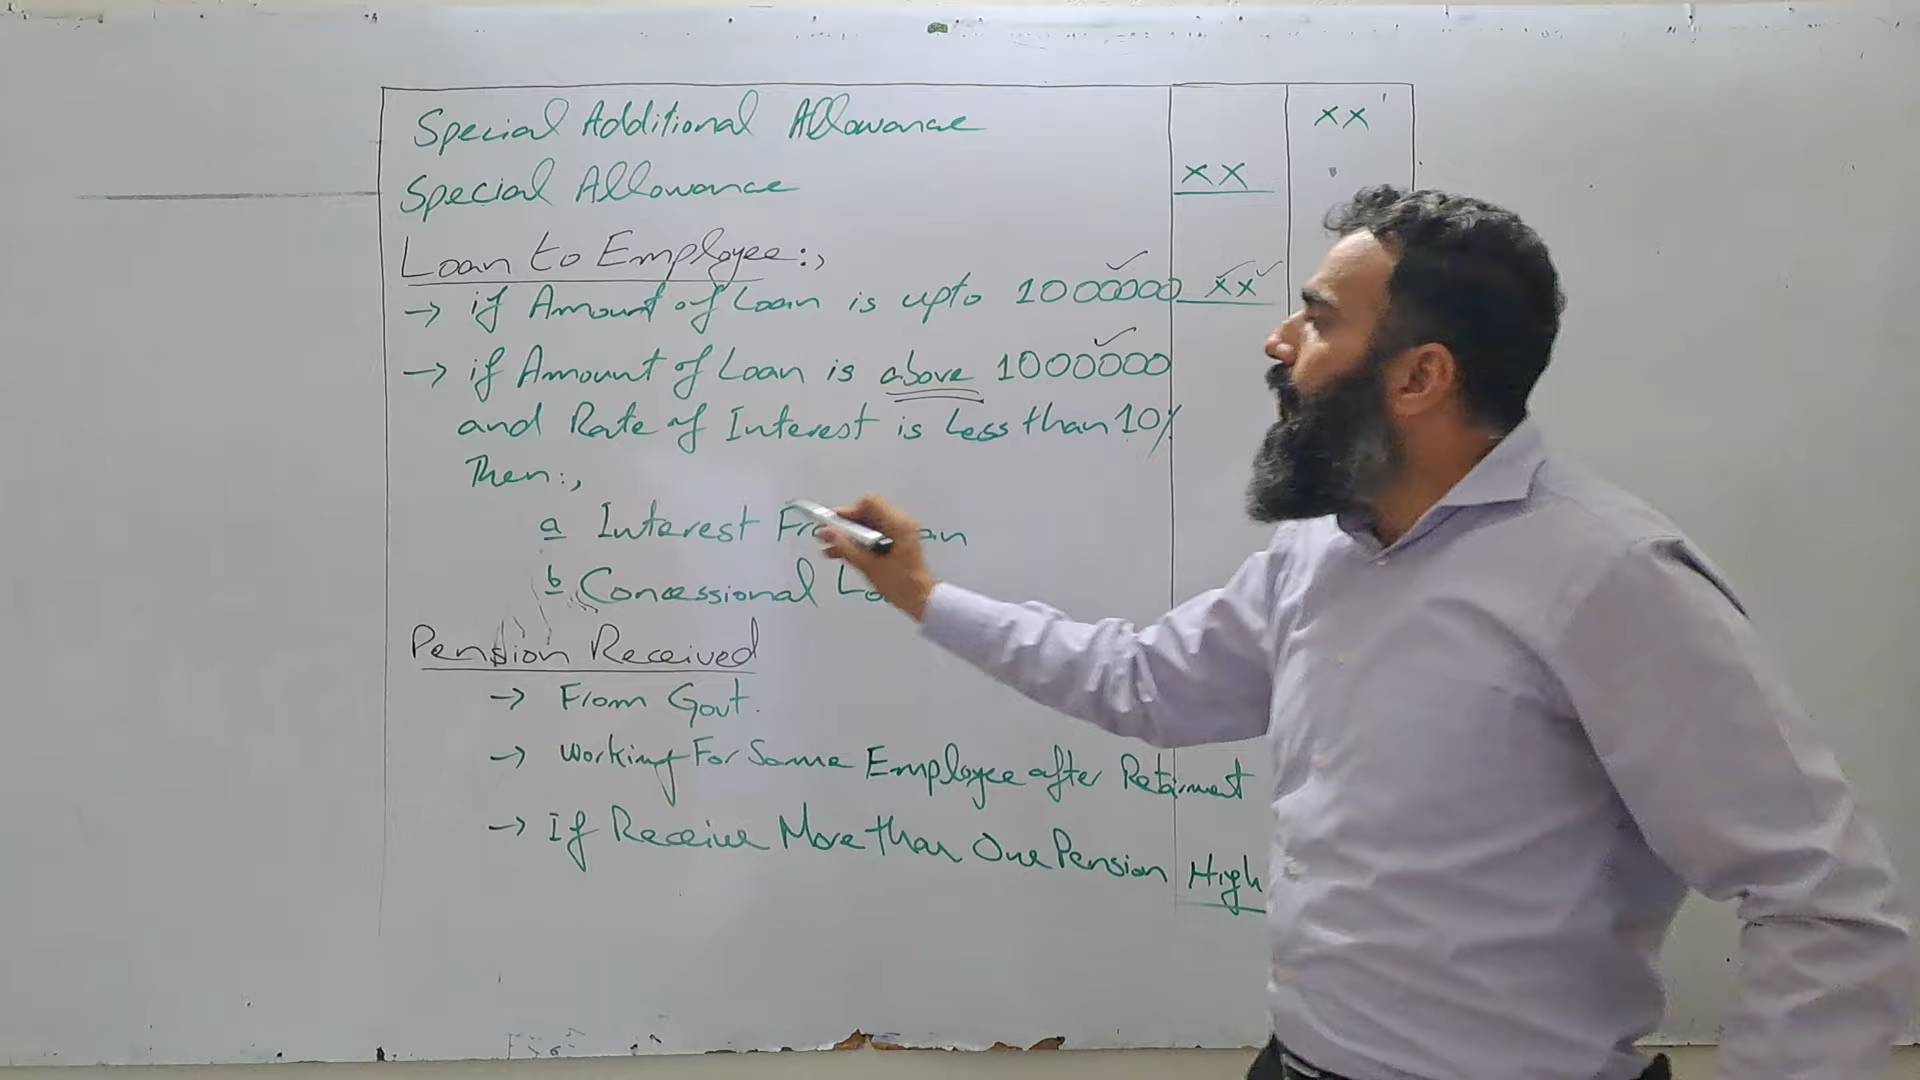 Special Additional Allowance xx
Special Allowance xx
Loan to Employee:,
→ if Amount of Loan is upto 1000000 xx
→ if Amount of Loan is above 1000000
and Rate of Interest is Less than 10%
Then:,
a Interest
b Concessional
Pension Received
→ From Govt.
→ Working For Same Employee after
→ If Receive More than One Pension High